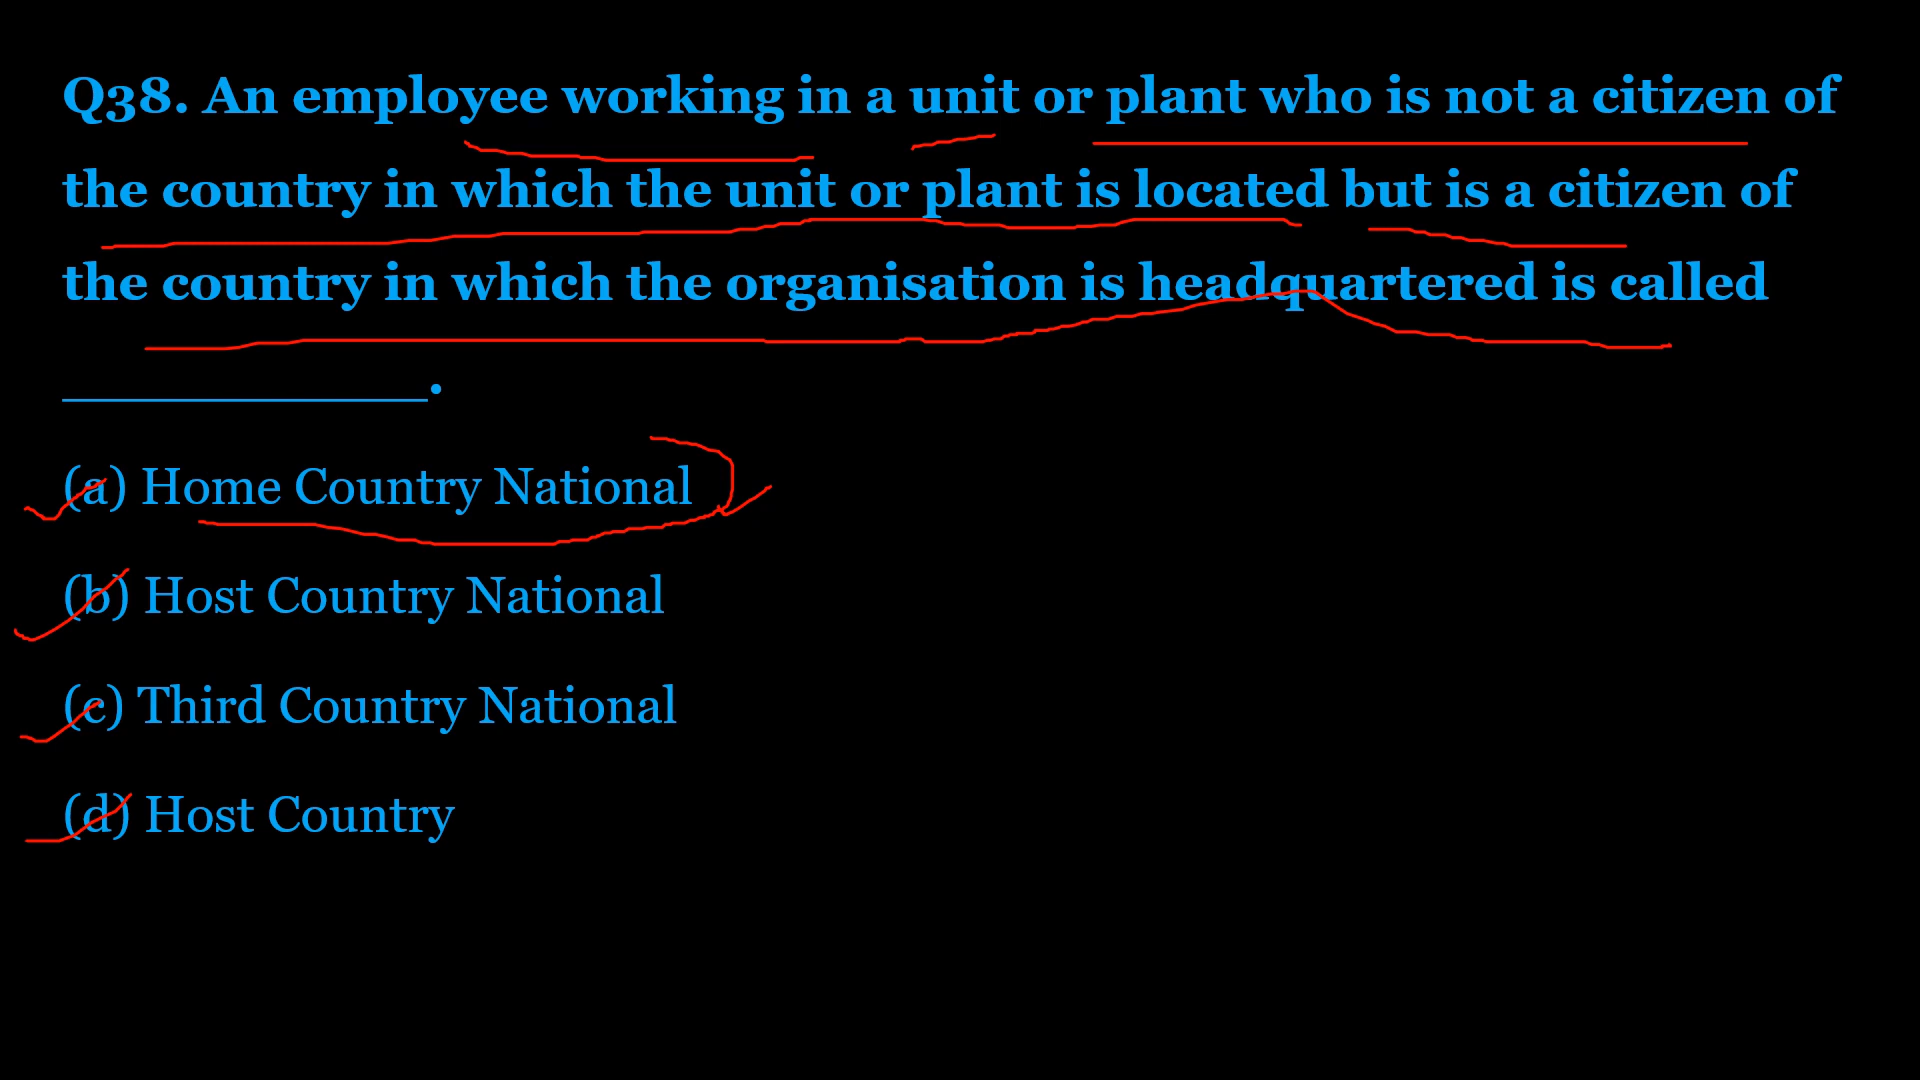 Q38. An employee working in a unit or plant who is not a citizen of
the country in which the unit or plant is located but is a citizen of
the country in which the organisation is headquartered is called
______________.
(a) Home Country National
(b) Host Country National
(c) Third Country National
(d) Host Country